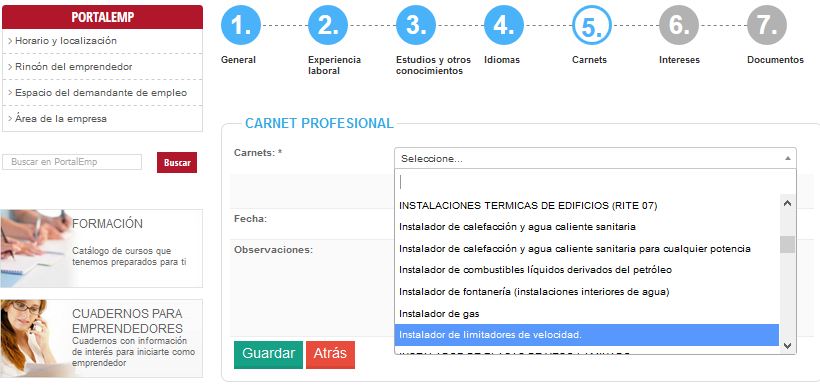 PORTALEMP
Horario y localización
Rincón del emprendedor
Espacio del demandante de empleo
Área de la empresa
Buscar en PortalEmp
Buscar
FORMACIÓN
Catálogo de cursos que
tenemos preparados para ti
CUADERNOS PARA
EMPRENDEDORES
Cuadernos con información
de interés para iniciarte como
emprendedor
1.
General
2.
Experiencia
laboral
3.
Estudios y otros
conocimientos
4.
Idiomas
5.
Carnets
6.
Intereses
7.
Documentos
CARNET PROFESIONAL
Carnets: *
Seleccione...
INSTALACIONES TERMICAS DE EDIFICIOS (RITE 07)
Instalador de calefacción y agua caliente sanitaria
Instalador de calefacción y agua caliente sanitaria para cualquier potencia
Instalador de combustibles líquidos derivados del petróleo
Instalador de fontanería (instalaciones interiores de agua)
Instalador de gas
Instalador de limitadores de velocidad.
Fecha:
Observaciones:
Guardar
Atrás